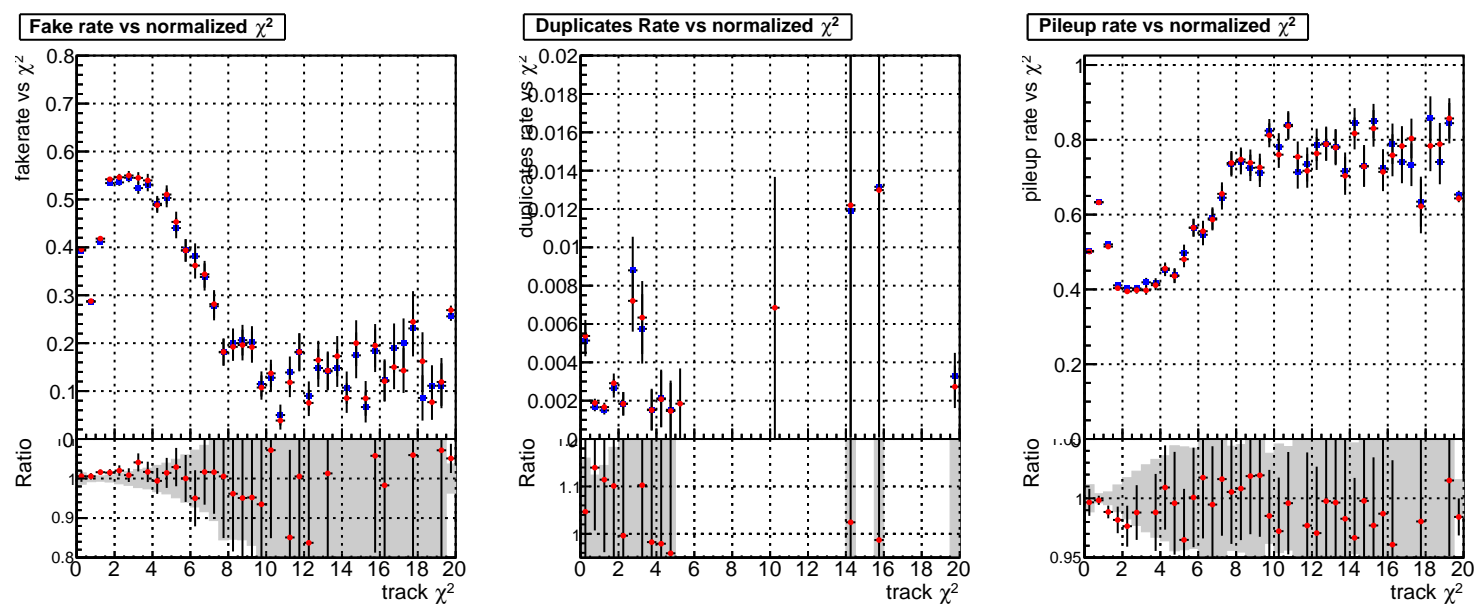 Fake rate vs normalized χ²
fakerate vs χ²
0.8
0.7
0.6
0.5
0.4
0.3
0.2
0.1
Ratio
1
0.9
0.8
0 2 4 6 8 10 12 14 16 18 20
track χ²
Duplicates Rate vs normalized χ²
duplicates rate vs χ²
0.02
0.018
0.016
0.014
0.012
0.01
0.008
0.006
0.004
0.002
Ratio
1.1
1
0 2 4 6 8 10 12 14 16 18 20
track χ²
Pileup rate vs normalized χ²
pileup rate vs χ²
1
0.8
0.6
0.4
0.2
Ratio
1
0.95
0 2 4 6 8 10 12 14 16 18 20
track χ²